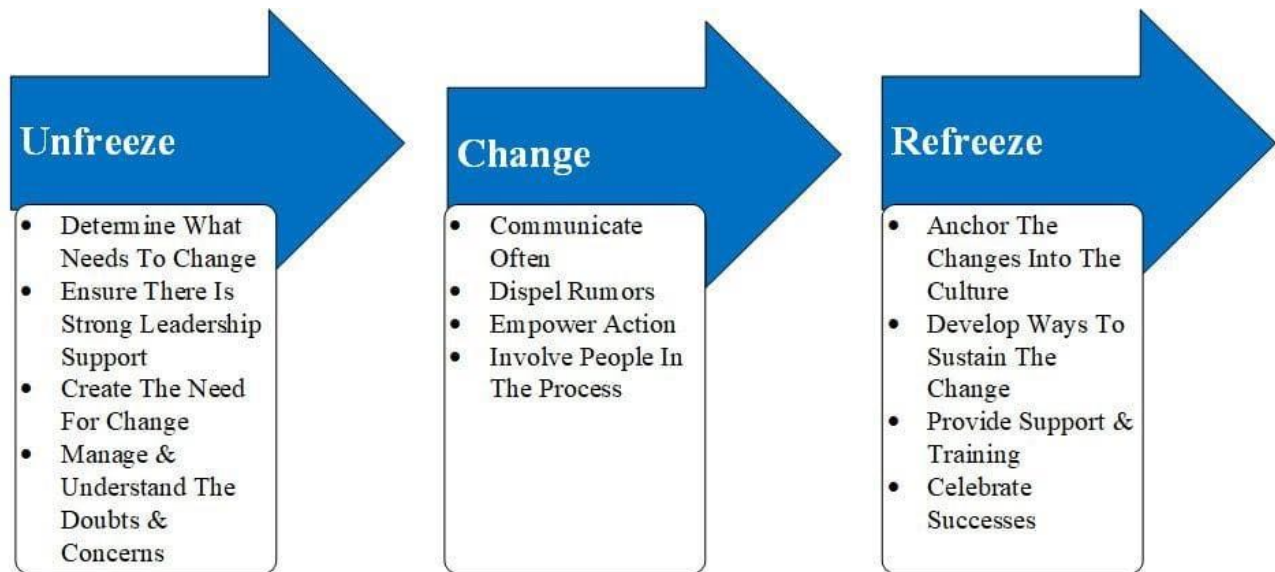 Unfreeze
• Determine What
Needs To Change
• Ensure There Is
Strong Leadership
Support
• Create The Need
For Change
• Manage &
Understand The
Doubts &
Concerns
Change
• Communicate
Often
• Dispel Rumors
• Empower Action
• Involve People In
The Process
Refreeze
• Anchor The
Changes Into The
Culture
• Develop Ways To
Sustain The
Change
• Provide Support &
Training
• Celebrate
Successes